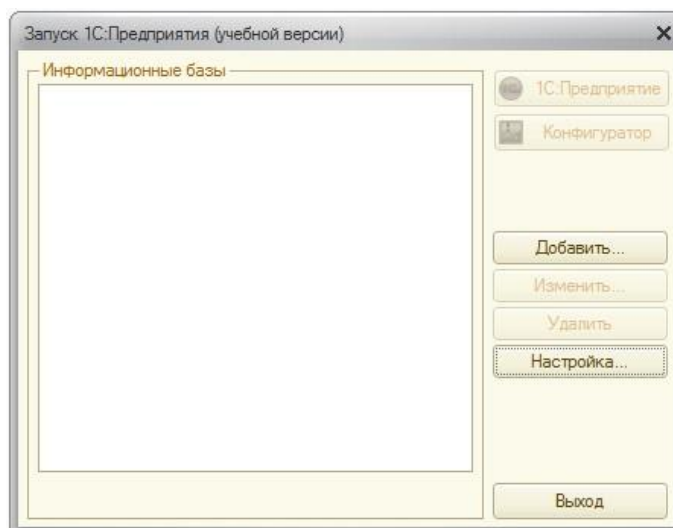 Запуск 1С:Предприятия (учебной версии)
Информационные базы
1С:Предприятие
Конфигуратор
Добавить...
Изменить...
Удалить
Настройка...
Выход